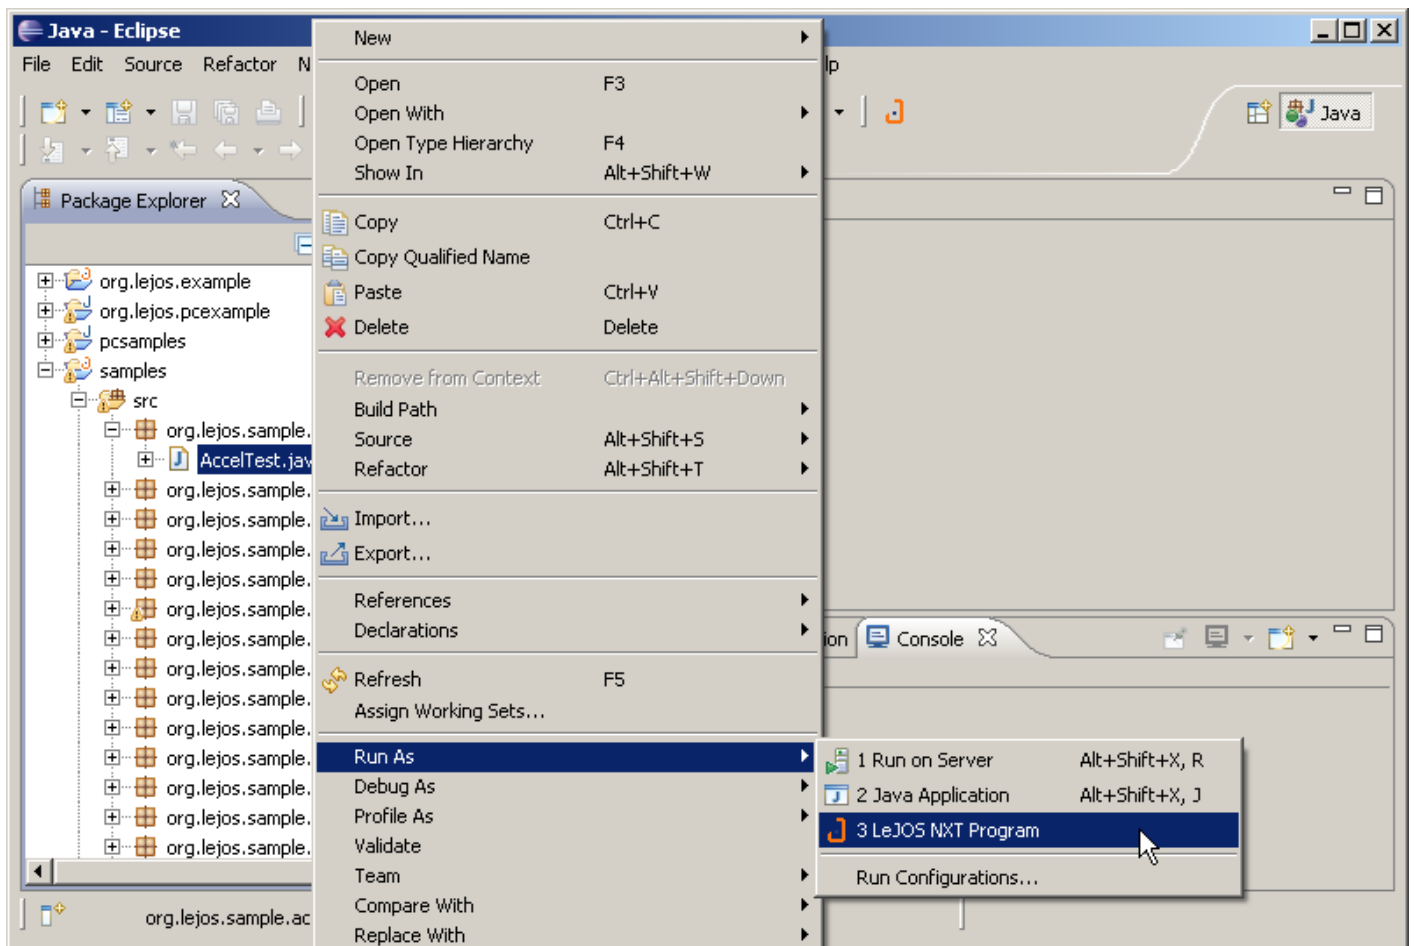 Java - Eclipse
File Edit Source Refactor N
lp
Java
Package Explorer
org.lejos.example
org.lejos.pcexample
pcsamples
samples
src
org.lejos.sample.
AccelTest.jav
org.lejos.sample.
org.lejos.sample.
org.lejos.sample.
org.lejos.sample.
org.lejos.sample.
org.lejos.sample.
org.lejos.sample.
org.lejos.sample.
org.lejos.sample.
org.lejos.sample.
org.lejos.sample.
org.lejos.sample.
org.lejos.sample.
org.lejos.sample.ac
New
Open F3
Open With
Open Type Hierarchy F4
Show In Alt+Shift+W
Copy Ctrl+C
Copy Qualified Name
Paste Ctrl+V
Delete Delete
Remove from Context Ctrl+Alt+Shift+Down
Build Path
Source Alt+Shift+S
Refactor Alt+Shift+T
Import...
Export...
References
Declarations
Refresh F5
Assign Working Sets...
Run As
Debug As
Profile As
Validate
Team
Compare With
Replace With
ion Console
1 Run on Server Alt+Shift+X, R
2 Java Application Alt+Shift+X, J
3 LeJOS NXT Program
Run Configurations...